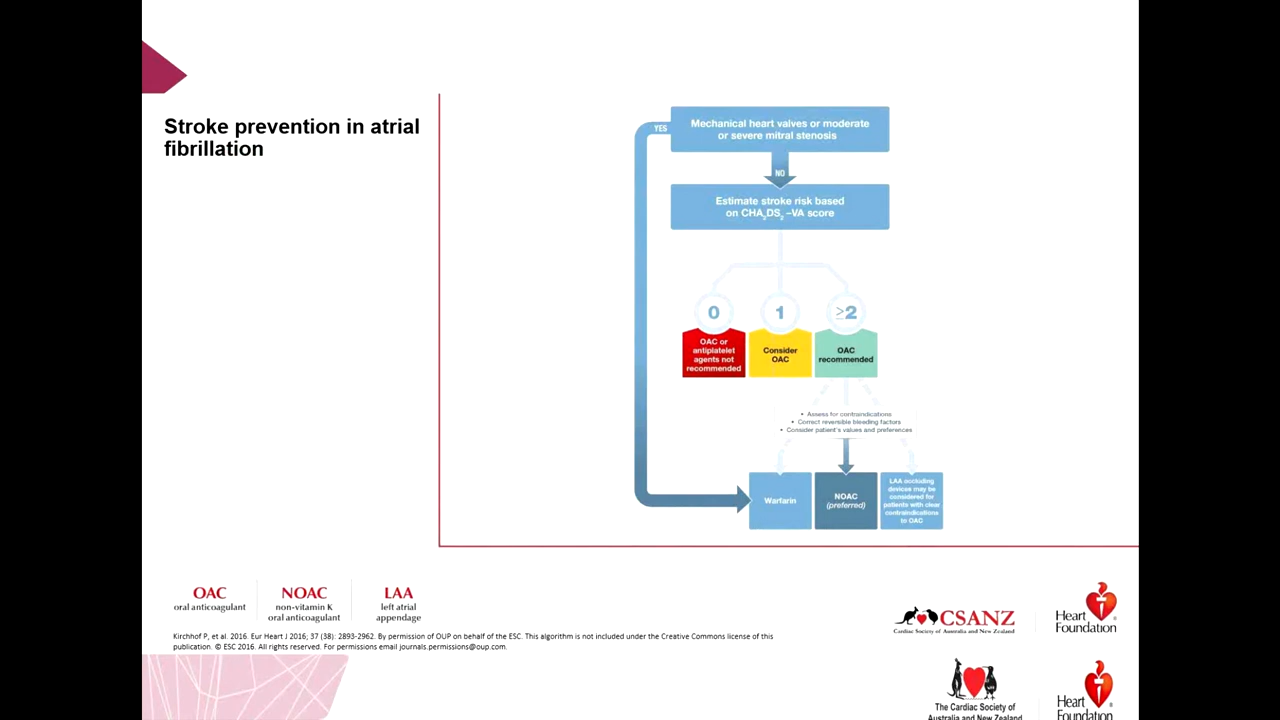 Stroke prevention in atrial
fibrillation
Mechanical heart valves or moderate
or severe mitral stenosis
YES
NO
Estimate stroke risk based
on CHA₂DS₂ –VA score
0
1
≥2
OAC or
antiplatelet
agents not
recommended
Consider
OAC
OAC
recommended
• Assess for contraindications
• Correct reversible bleeding factors
• Consider patient's values and preferences
Warfarin
NOAC
(preferred)
LAA occluding
devices may be
considered for
patients with clear
contraindications
to OAC
OAC
oral anticoagulant
NOAC
non-vitamin K
oral anticoagulant
LAA
left atrial
appendage
Kirchhof P, et al. 2016. Eur Heart J 2016; 37 (38): 2893-2962. By permission of OUP on behalf of the ESC. This algorithm is not included under the Creative Commons license of this
publication. © ESC 2016. All rights reserved. For permissions email journals.permissions@oup.com.
CSANZ
Cardiac Society of Australia and New Zealand
Heart
Foundation
The Cardiac Society of
Australia and New Zealand
Heart
Foundation